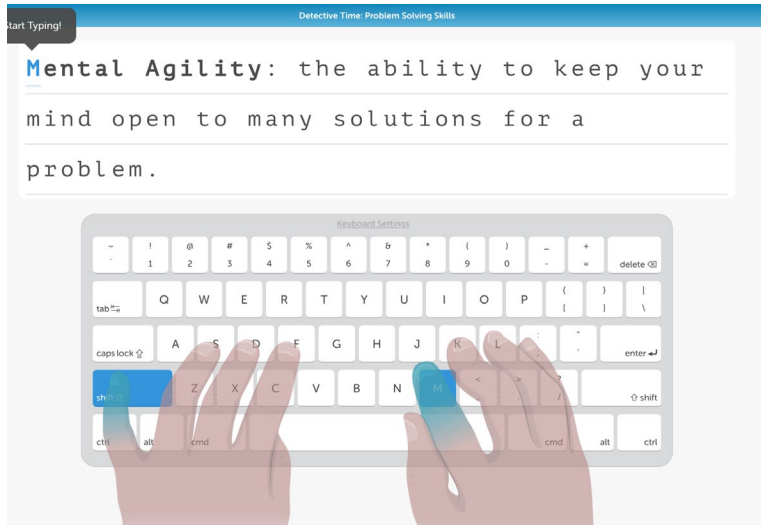 Detective Time: Problem Solving Skills
Start Typing!
Mental Agility: the ability to keep your
mind open to many solutions for a
problem.
Keyboard Settings
~ ! @ # $ % ^ & * ( ) _ +
` 1 2 3 4 5 6 7 8 9 0 - = delete
tab Q W E R T Y U I O P { [ } ] | \
caps lock A S D F G H J K L : ; " ' enter
shift Z X C V B N M < , > ? / shift
ctrl alt cmd cmd alt ctrl